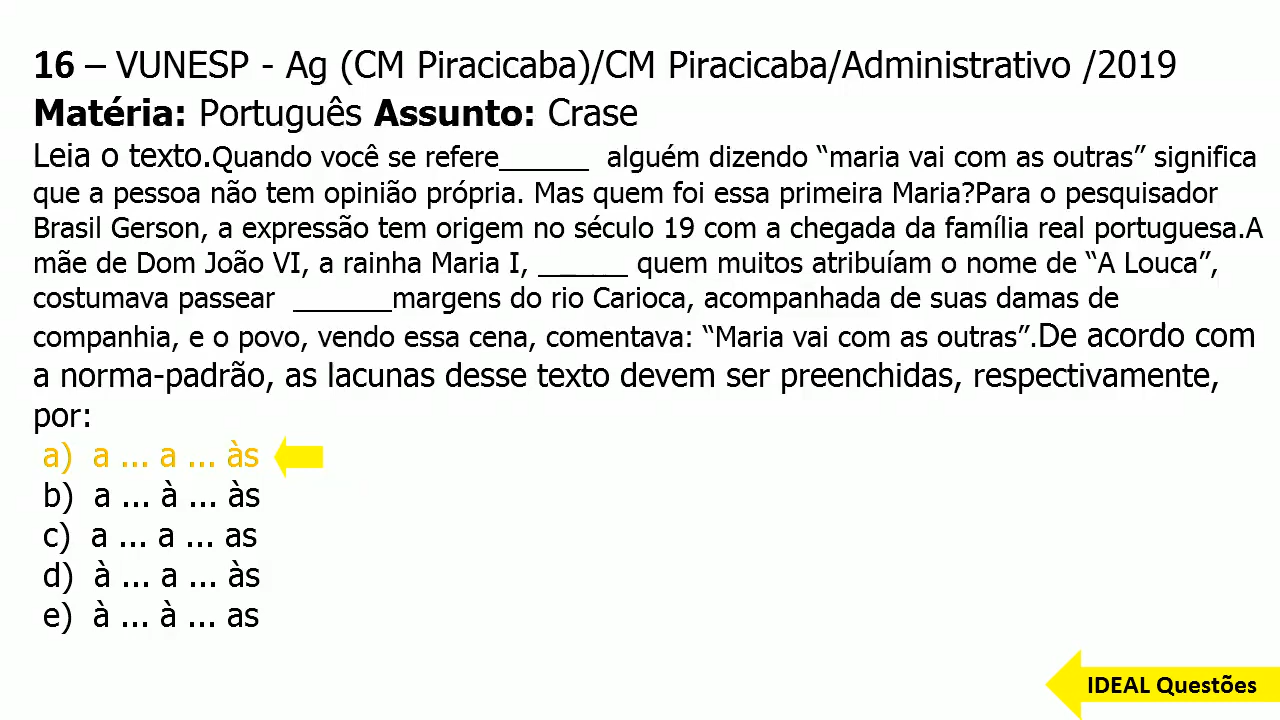 16 – VUNESP - Ag (CM Piracicaba)/CM Piracicaba/Administrativo /2019
Matéria: Português Assunto: Crase
Leia o texto.Quando você se refere______ alguém dizendo “maria vai com as outras” significa
que a pessoa não tem opinião própria. Mas quem foi essa primeira Maria?Para o pesquisador
Brasil Gerson, a expressão tem origem no século 19 com a chegada da família real portuguesa.A
mãe de Dom João VI, a rainha Maria I, ______ quem muitos atribuíam o nome de “A Louca”,
costumava passear ______margens do rio Carioca, acompanhada de suas damas de
companhia, e o povo, vendo essa cena, comentava: “Maria vai com as outras”.De acordo com
a norma-padrão, as lacunas desse texto devem ser preenchidas, respectivamente,
por:
a) a ... a ... às
b) a ... à ... às
c) a ... a ... as
d) à ... a ... às
e) à ... à ... as
IDEAL Questões